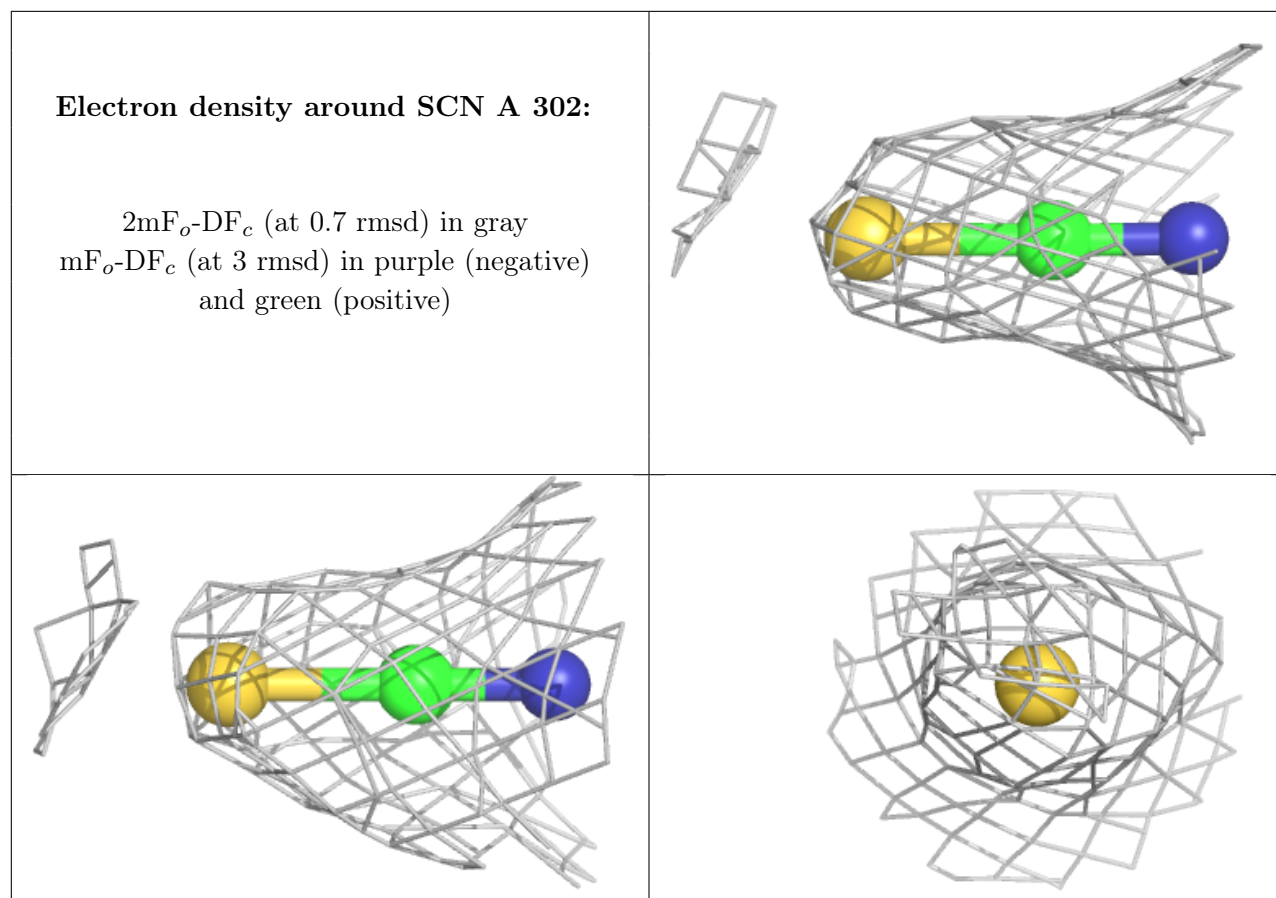 Electron density around SCN A 302:
2mFo-DFc (at 0.7 rmsd) in gray
mFo-DFc (at 3 rmsd) in purple (negative)
and green (positive)